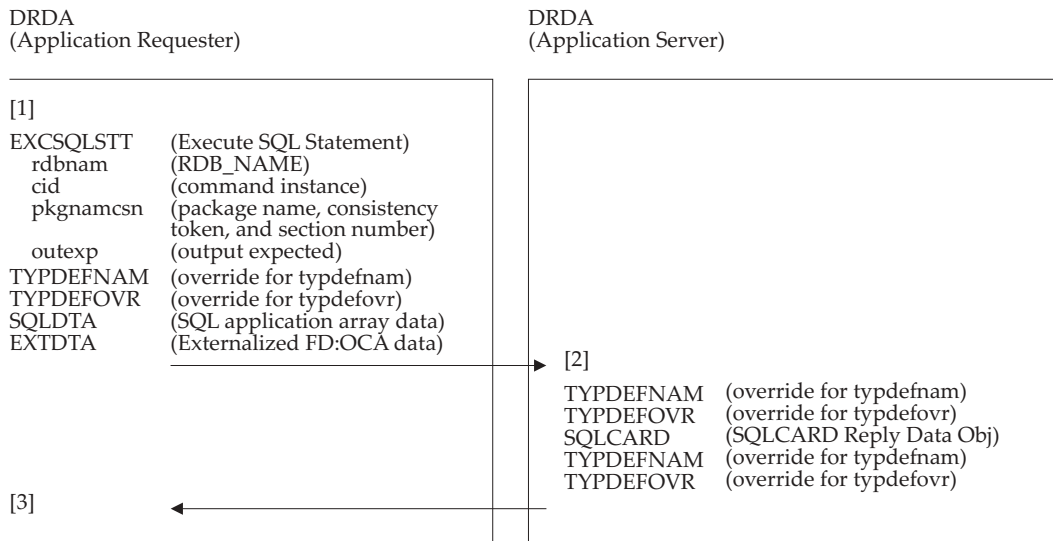 DRDA
(Application Requester)
DRDA
(Application Server)
[1]
EXCSQLSTT (Execute SQL Statement)
rdbnam (RDB_NAME)
cid (command instance)
pkgnamcsn (package name, consistency
token, and section number)
outexp (output expected)
TYPDEFNAM (override for typdefnam)
TYPDEFOVR (override for typdefovr)
SQLDTA (SQL application array data)
EXTDTA (Externalized FD:OCA data)
[2]
TYPDEFNAM (override for typdefnam)
TYPDEFOVR (override for typdefovr)
SQLCARD (SQLCARD Reply Data Obj)
TYPDEFNAM (override for typdefnam)
TYPDEFOVR (override for typdefovr)
[3]